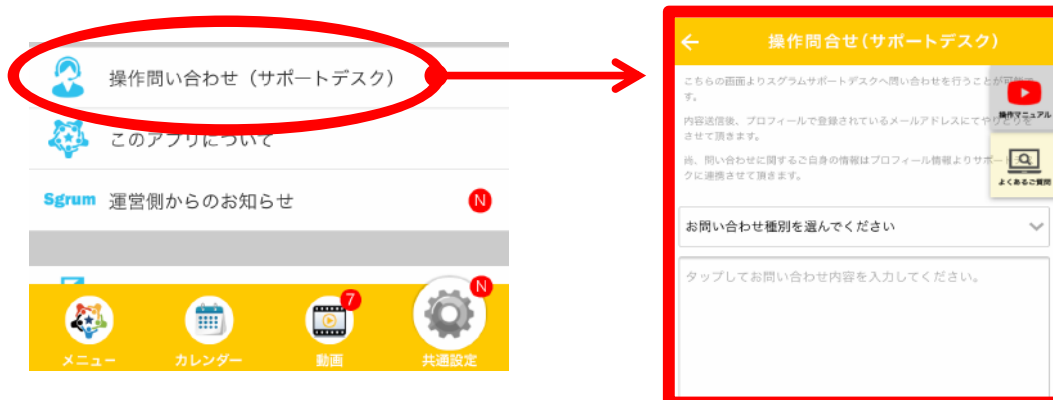 操作問い合わせ（サポートデスク）
このアプリについて
Sgrum 運営側からのお知らせ
N
N
7
メニュー
カレンダー
動画
共通設定
操作問合せ(サポートデスク)
こちらの画面よりスグラムサポートデスクへ問い合わせを行うことが可能で
す。
内容送信後、プロフィールで登録されているメールアドレスにてやりとりを
させて頂きます。
尚、問い合わせに関するご自身の情報はプロフィール情報よりサポートデス
クに連携させて頂きます。
操作マニュアル
よくあるご質問
お問い合わせ種別を選んでください
タップしてお問い合わせ内容を入力してください。